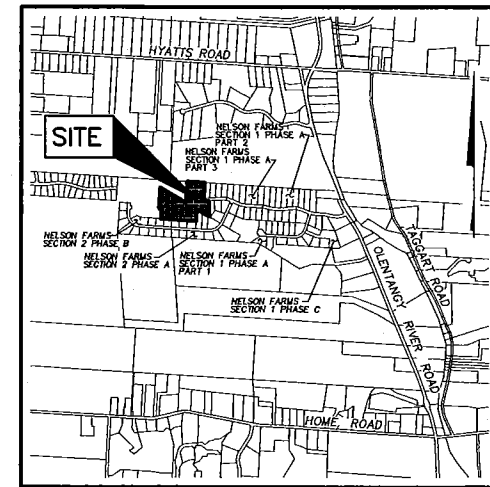 HYATTS ROAD
SITE
NELSON FARMS
SECTION 1 PHASE A
PART 2
NELSON FARMS
SECTION 1 PHASE A
PART 3
NELSON FARMS
SECTION 2 PHASE B
NELSON FARMS
SECTION 2 PHASE A
NELSON FARMS
SECTION 1 PHASE A
PART 1
NELSON FARMS
SECTION 1 PHASE C
TAGGART ROAD
OLENTANGY RIVER ROAD
HOME ROAD